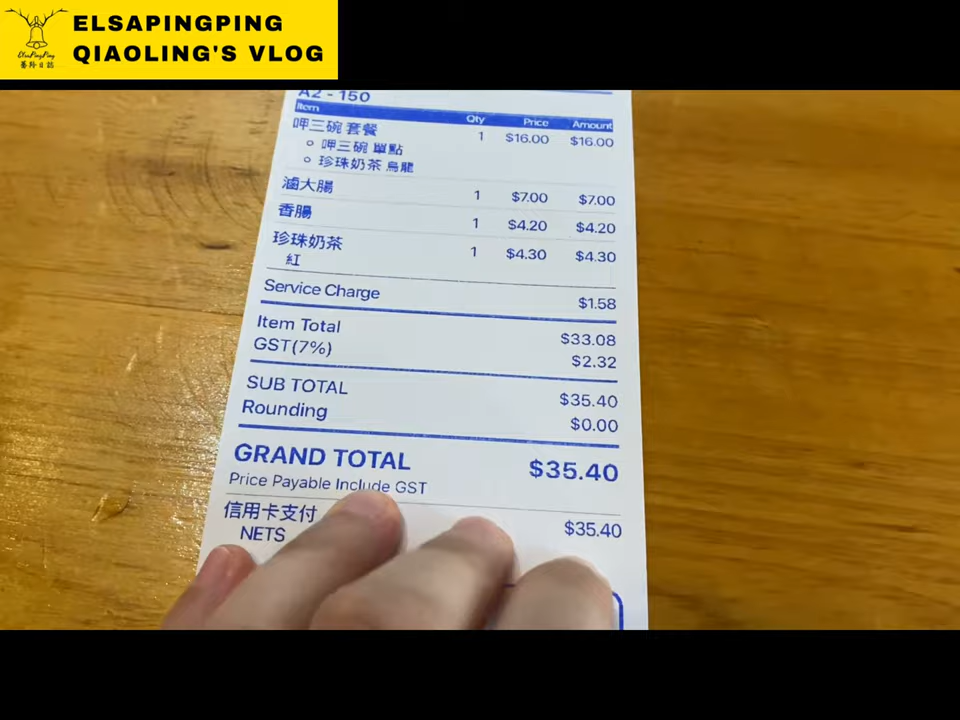 ELSAPINGPING
QIAOLING'S VLOG
ElsaPingPing
A2 - 150
Item Qty Price Amount
呷三碗 套餐 1 $16.00 $16.00
呷三碗 單點
珍珠奶茶 烏龍
滷大腸 1 $7.00 $7.00
香腸 1 $4.20 $4.20
珍珠奶茶 1 $4.30 $4.30
紅
Service Charge $1.58
Item Total $33.08
GST(7%) $2.32
SUB TOTAL $35.40
Rounding $0.00
GRAND TOTAL $35.40
Price Payable Include GST
信用卡支付 $35.40
NETS